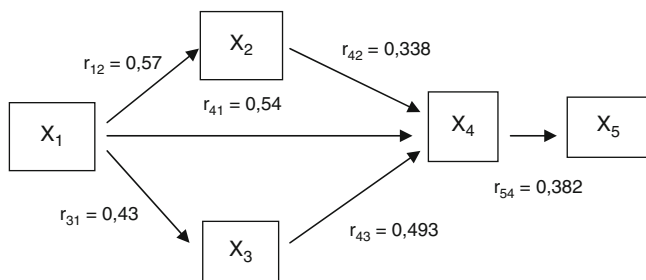 X₂
r₁₂ = 0,57
r₄₂ = 0,338
r₄₁ = 0,54
X₁
X₄
X₅
r₅₄ = 0,382
r₃₁ = 0,43
X₃
r₄₃ = 0,493